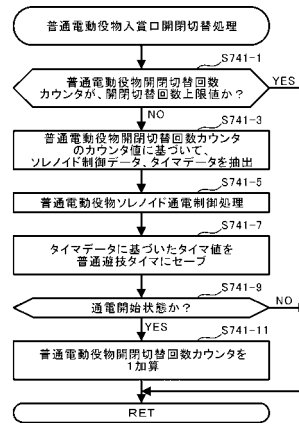 普通電動役物入賞口開閉切替処理
S741-1
普通電動役物開閉切替回数
カウンタが、開閉切替回数上限値か?
YES
NO
S741-3
普通電動役物開閉切替回数カウンタ
のカウンタ値に基づいて、
ソレノイド制御データ、タイマデータを抽出
S741-5
普通電動役物ソレノイド通電制御処理
S741-7
タイマデータに基づいたタイマ値を
普通遊技タイマにセーブ
S741-9
通電開始状態か?
NO
YES
S741-11
普通電動役物開閉切替回数カウンタを
1加算
RET